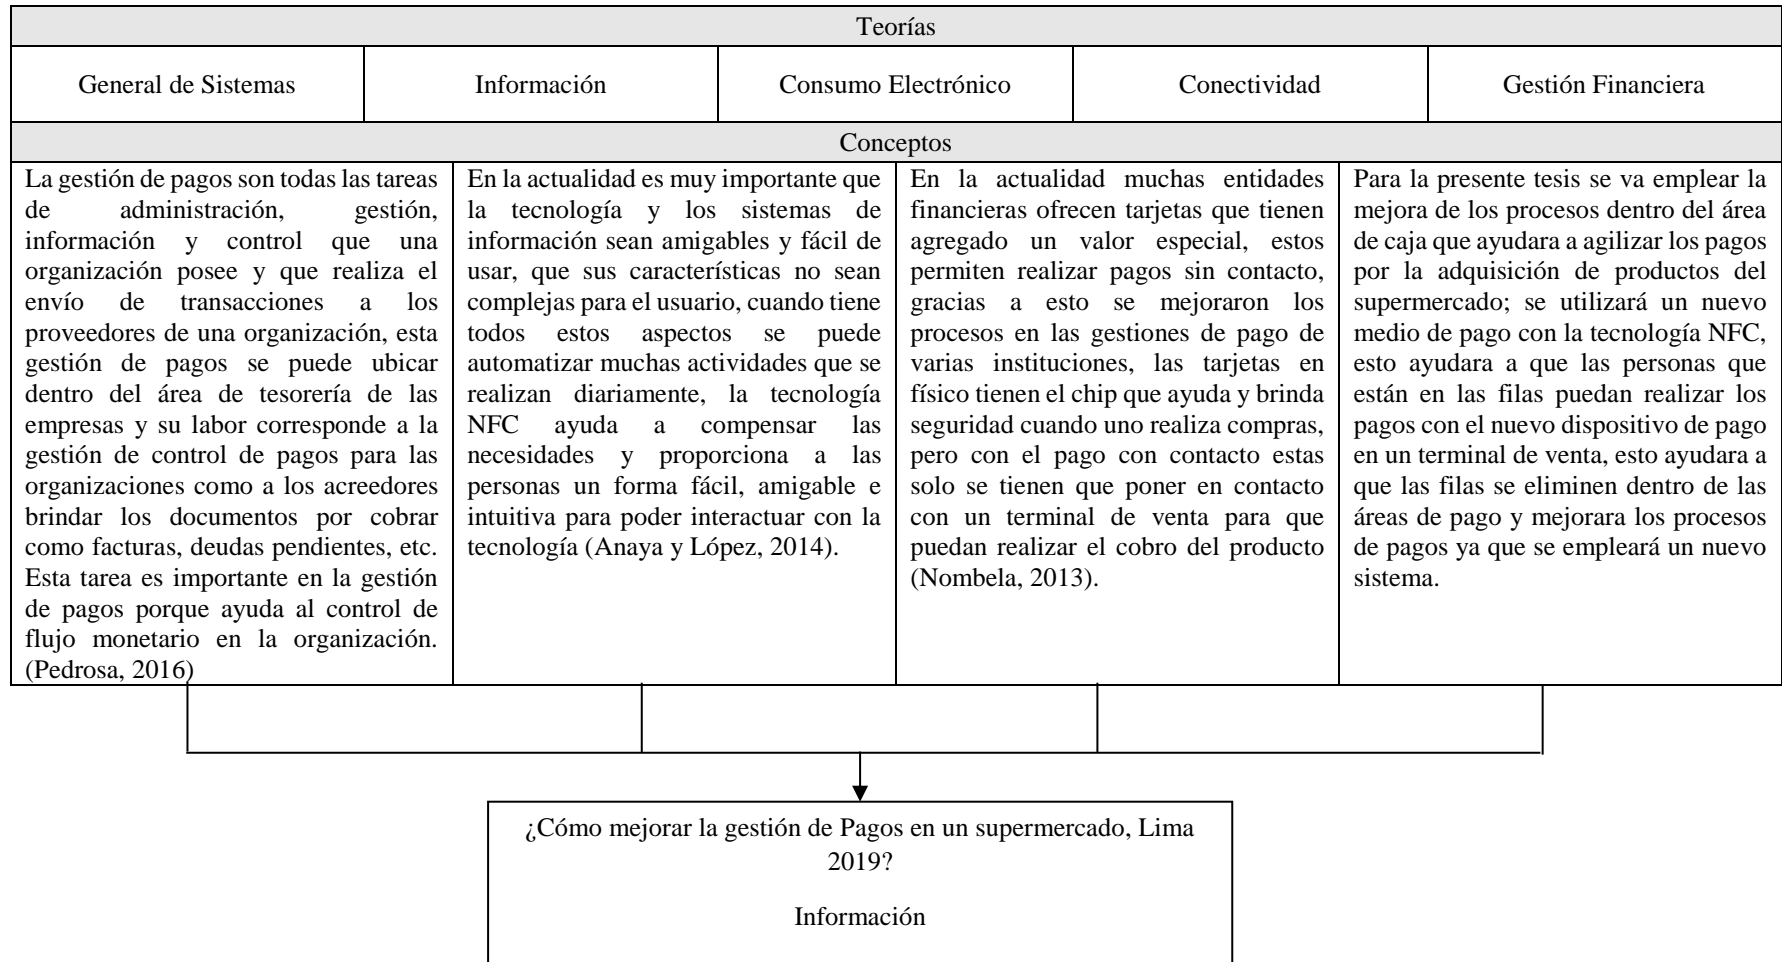 Teorías
General de Sistemas
Información
Consumo Electrónico
Conectividad
Gestión Financiera
Conceptos
La gestión de pagos son todas las tareas
de administración, gestión,
información y control que una
organización posee y que realiza el
envío de transacciones a los
proveedores de una organización, esta
gestión de pagos se puede ubicar
dentro del área de tesorería de las
empresas y su labor corresponde a la
gestión de control de pagos para las
organizaciones como a los acreedores
brindar los documentos por cobrar
como facturas, deudas pendientes, etc.
Esta tarea es importante en la gestión
de pagos porque ayuda al control de
flujo monetario en la organización.
(Pedrosa, 2016)
En la actualidad es muy importante que
la tecnología y los sistemas de
información sean amigables y fácil de
usar, que sus características no sean
complejas para el usuario, cuando tiene
todos estos aspectos se puede
automatizar muchas actividades que se
realizan diariamente, la tecnología
NFC ayuda a compensar las
necesidades y proporciona a las
personas un forma fácil, amigable e
intuitiva para poder interactuar con la
tecnología (Anaya y López, 2014).
En la actualidad muchas entidades
financieras ofrecen tarjetas que tienen
agregado un valor especial, estos
permiten realizar pagos sin contacto,
gracias a esto se mejoraron los
procesos en las gestiones de pago de
varias instituciones, las tarjetas en
físico tienen el chip que ayuda y brinda
seguridad cuando uno realiza compras,
pero con el pago con contacto estas
solo se tienen que poner en contacto
con un terminal de venta para que
puedan realizar el cobro del producto
(Nombela, 2013).
Para la presente tesis se va emplear la
mejora de los procesos dentro del área
de caja que ayudara a agilizar los pagos
por la adquisición de productos del
supermercado; se utilizará un nuevo
medio de pago con la tecnología NFC,
esto ayudara a que las personas que
están en las filas puedan realizar los
pagos con el nuevo dispositivo de pago
en un terminal de venta, esto ayudara a
que las filas se eliminen dentro de las
áreas de pago y mejorara los procesos
de pagos ya que se empleará un nuevo
sistema.
¿Cómo mejorar la gestión de Pagos en un supermercado, Lima
2019?
Información